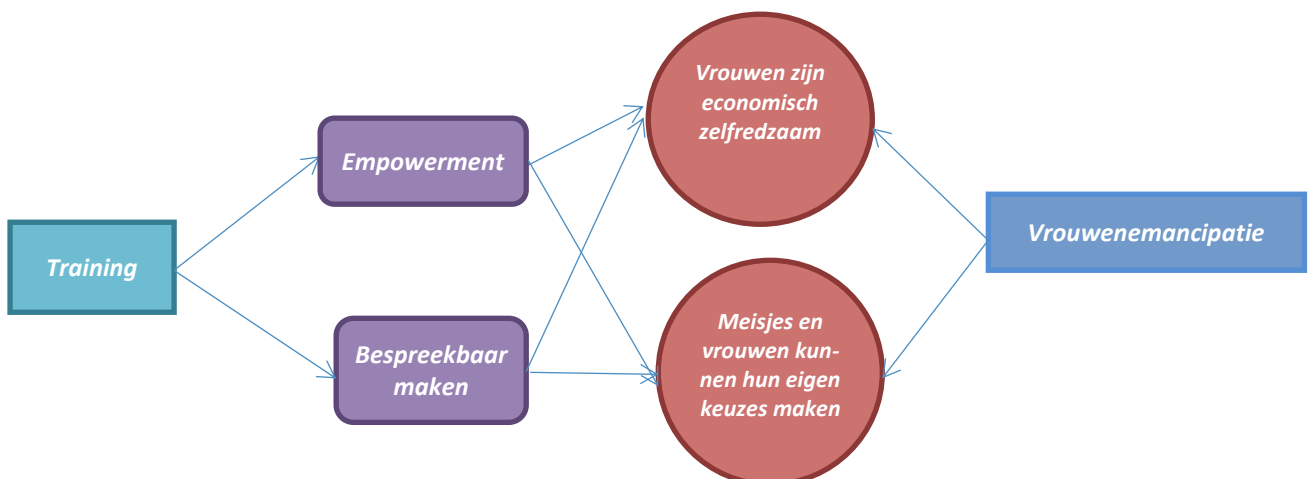 Training
Empowerment
Bespreekbaar
maken
Vrouwen zijn
economisch
zelfredzaam
Meisjes en
vrouwen kun-
nen hun eigen
keuzes maken
Vrouwenemancipatie